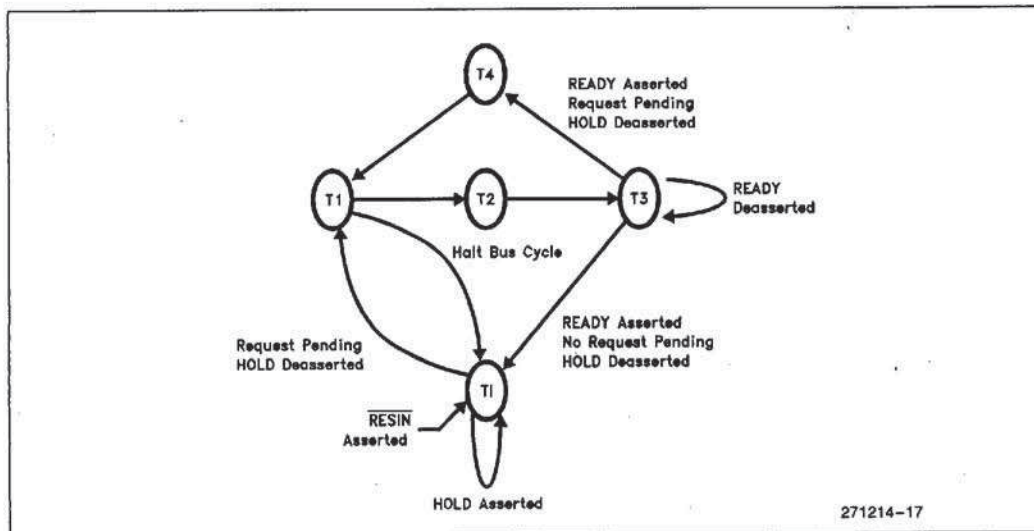 T4
READY Asserted
Request Pending
HOLD Deasserted
T1
T2
T3
READY
Deasserted
Halt Bus Cycle
Request Pending
HOLD Deasserted
READY Asserted
No Request Pending
HOLD Deasserted
TI
RESIN
Asserted
HOLD Asserted
271214-17